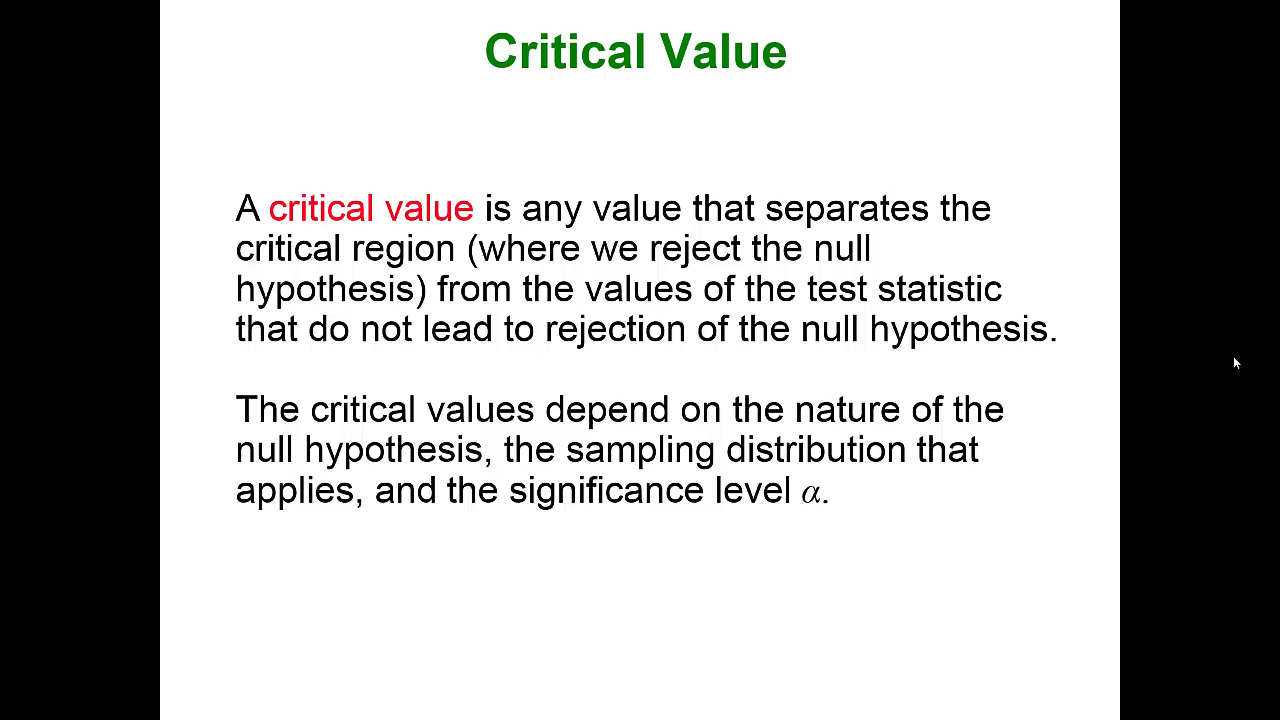 Critical Value
A critical value is any value that separates the
critical region (where we reject the null
hypothesis) from the values of the test statistic
that do not lead to rejection of the null hypothesis.
The critical values depend on the nature of the
null hypothesis, the sampling distribution that
applies, and the significance level α.